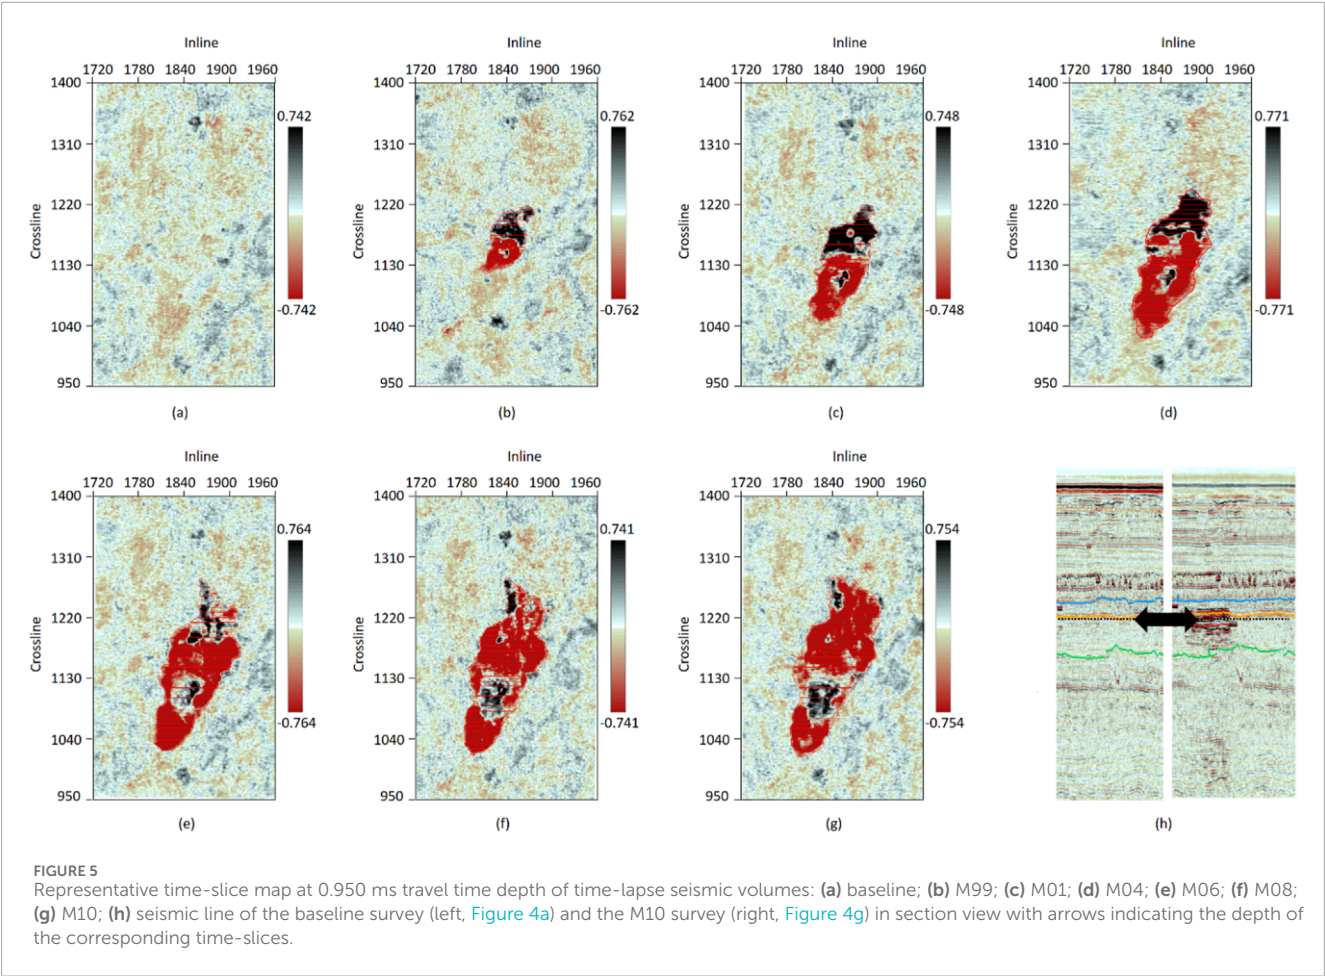 Inline
Inline
Inline
Inline
1720 1780 1840 1900 1960
1720 1780 1840 1900 1960
1720 1780 1840 1900 1960
1720 1780 1840 1900 1960
1400
1310
1220
1130
1040
950
Crossline
0.742
-0.742
(a)
1400
1310
1220
1130
1040
950
Crossline
0.762
-0.762
(b)
1400
1310
1220
1130
1040
950
Crossline
0.748
-0.748
(c)
1400
1310
1220
1130
1040
950
Crossline
0.771
-0.771
(d)
Inline
Inline
Inline
1720 1780 1840 1900 1960
1720 1780 1840 1900 1960
1720 1780 1840 1900 1960
1400
1310
1220
1130
1040
950
Crossline
0.764
-0.764
(e)
1400
1310
1220
1130
1040
950
Crossline
0.741
-0.741
(f)
1400
1310
1220
1130
1040
950
Crossline
0.754
-0.754
(g)
(h)
FIGURE 5
Representative time-slice map at 0.950 ms travel time depth of time-lapse seismic volumes: (a) baseline; (b) M99; (c) M01; (d) M04; (e) M06; (f) M08;
(g) M10; (h) seismic line of the baseline survey (left, Figure 4a) and the M10 survey (right, Figure 4g) in section view with arrows indicating the depth of
the corresponding time-slices.